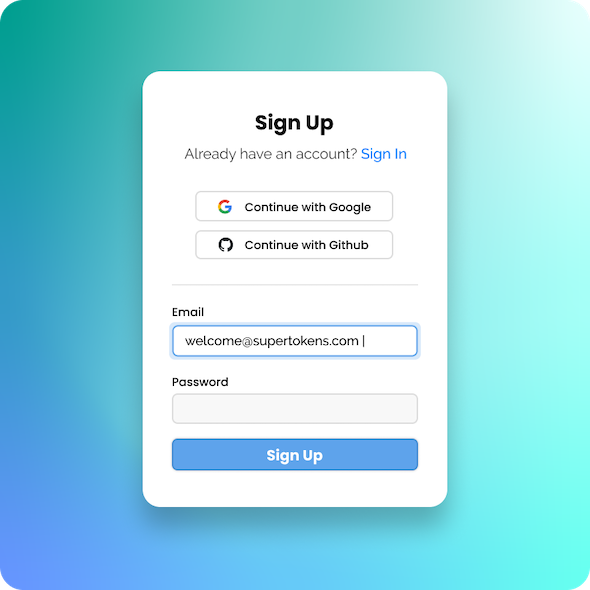 Sign Up
Already have an account? Sign In
Continue with Google
Continue with Github
Email
welcome@supertokens.com |
Password
Sign Up